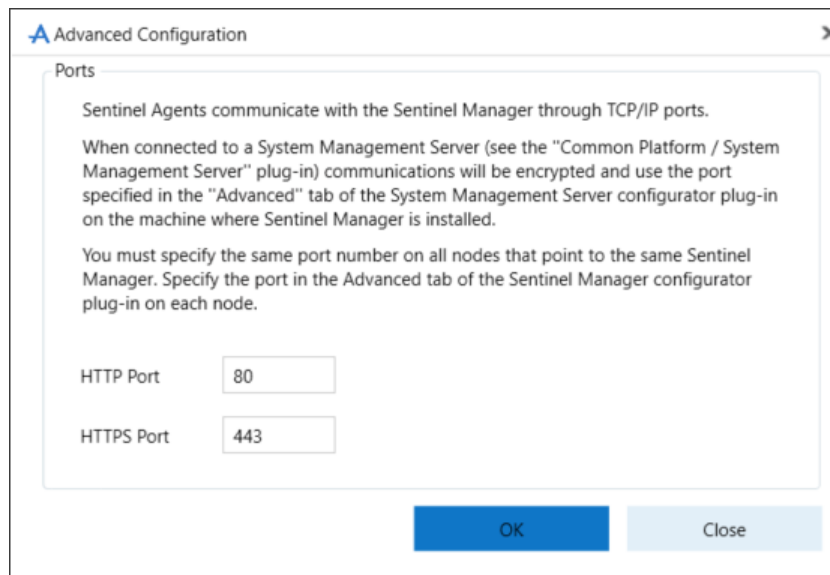 Advanced Configuration
Ports
Sentinel Agents communicate with the Sentinel Manager through TCP/IP ports.
When connected to a System Management Server (see the "Common Platform / System
Management Server" plug-in) communications will be encrypted and use the port
specified in the "Advanced" tab of the System Management Server configurator plug-in
on the machine where Sentinel Manager is installed.
You must specify the same port number on all nodes that point to the same Sentinel
Manager. Specify the port in the Advanced tab of the Sentinel Manager configurator
plug-in on each node.
HTTP Port 80
HTTPS Port 443
OK Close